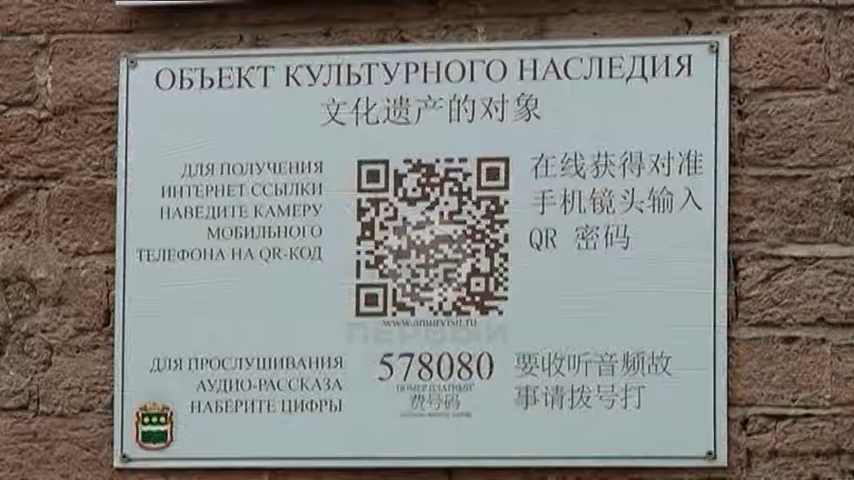 ОБЪЕКТ КУЛЬТУРНОГО НАСЛЕДИЯ
文化遗产的对象
ДЛЯ ПОЛУЧЕНИЯ
ИНТЕРНЕТ ССЫЛКИ
НАВЕДИТЕ КАМЕРУ
МОБИЛЬНОГО
ТЕЛЕФОНА НА QR-КОД
在线获得对准
手机镜头输入
QR 密码
www.amurvisit.ru
ПЕРВЫЙ
ДЛЯ ПРОСЛУШИВАНИЯ
АУДИО-РАССКАЗА
НАБЕРИТЕ ЦИФРЫ
578080
НОМЕР ПЛАТНЫЙ
费号码
要收听音频故
事请拨号打